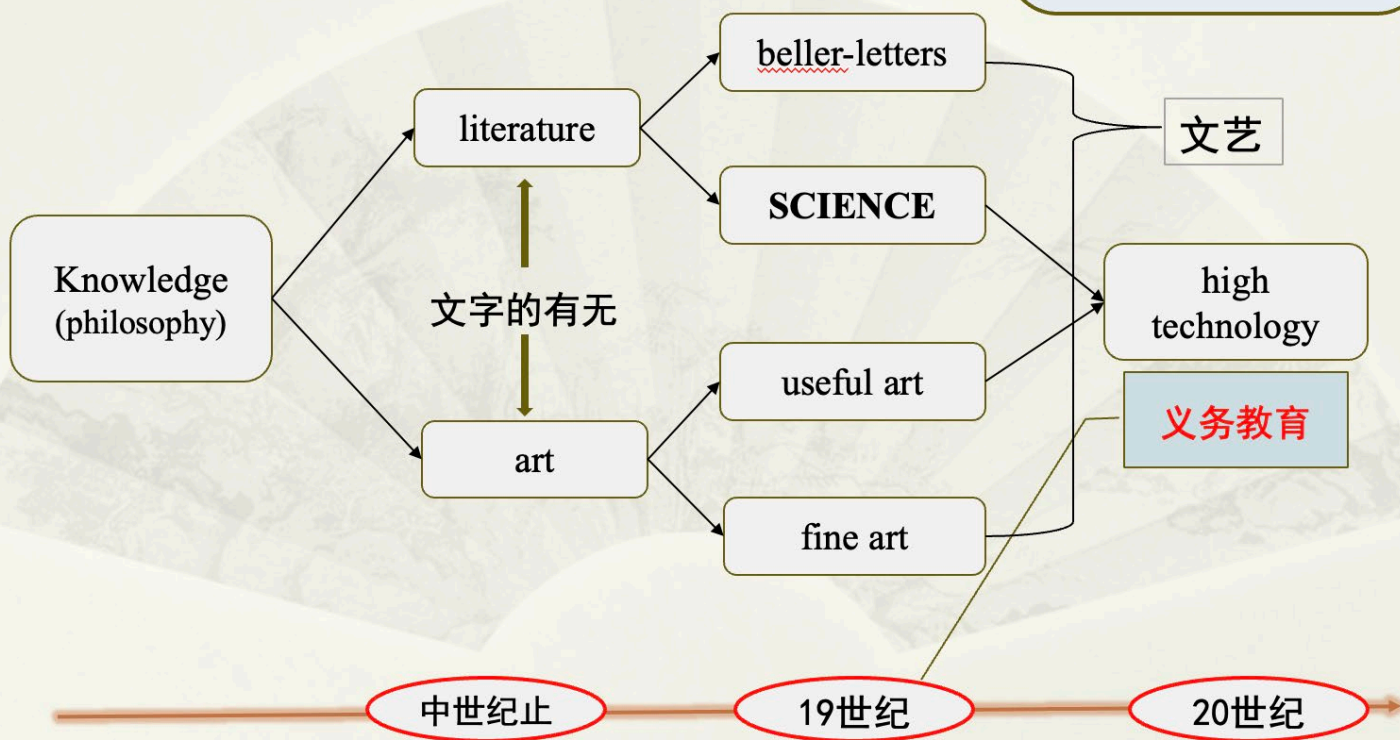 beller-letters
文艺
literature
SCIENCE
Knowledge
(philosophy)
文字的有无
high
technology
useful art
义务教育
art
fine art
中世纪止
19世纪
20世纪